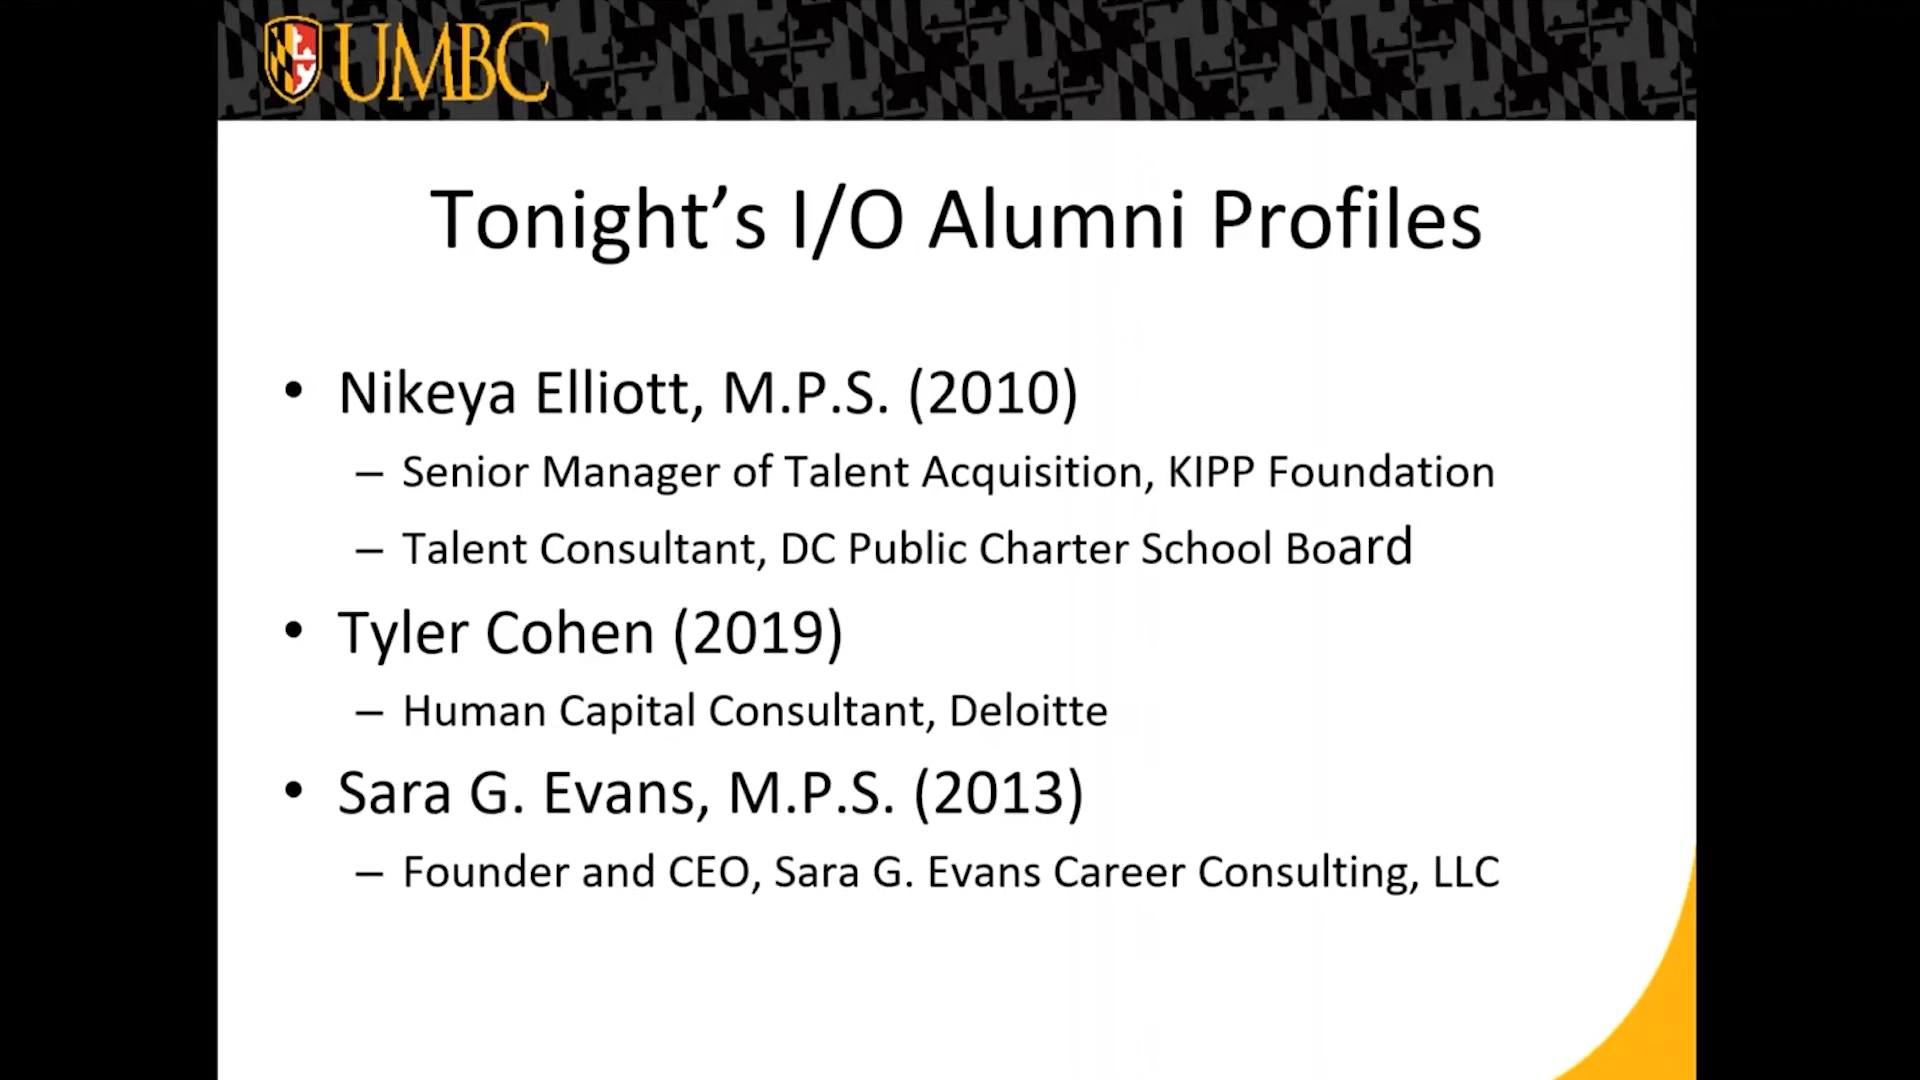 UMBC
Tonight’s I/O Alumni Profiles
• Nikeya Elliott, M.P.S. (2010)
– Senior Manager of Talent Acquisition, KIPP Foundation
– Talent Consultant, DC Public Charter School Board
• Tyler Cohen (2019)
– Human Capital Consultant, Deloitte
• Sara G. Evans, M.P.S. (2013)
– Founder and CEO, Sara G. Evans Career Consulting, LLC